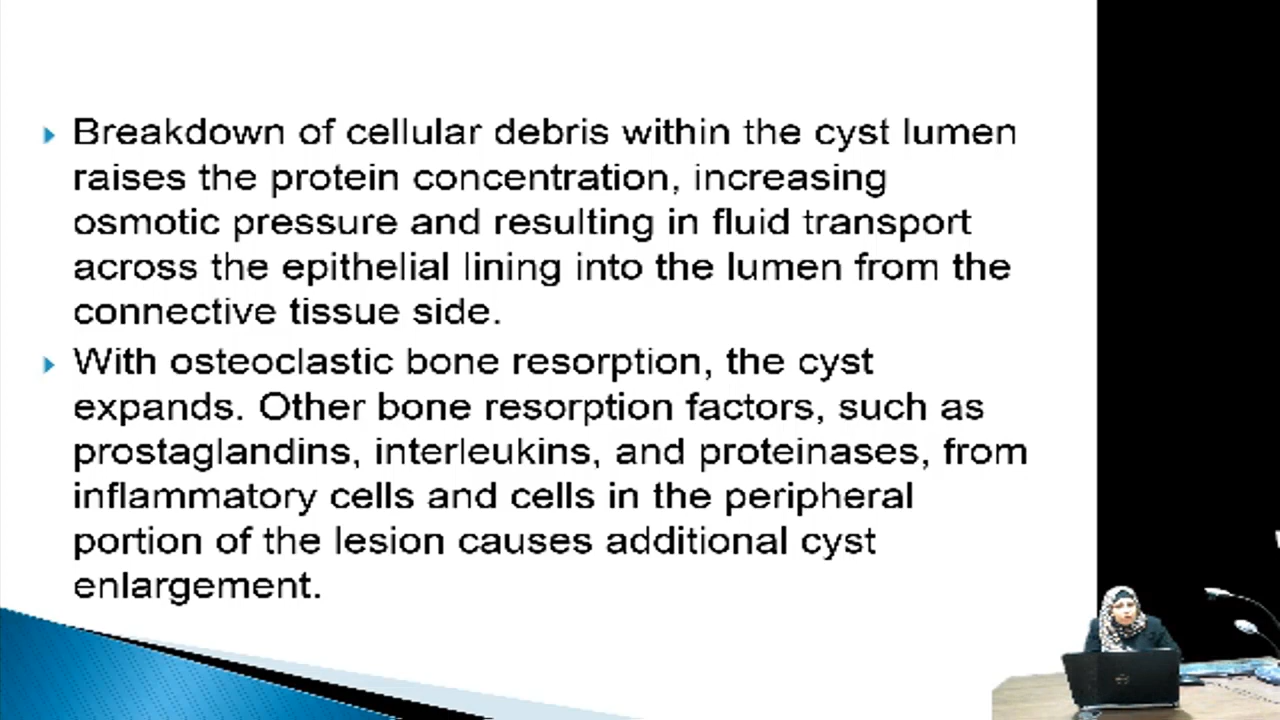 Breakdown of cellular debris within the cyst lumen
raises the protein concentration, increasing
osmotic pressure and resulting in fluid transport
across the epithelial lining into the lumen from the
connective tissue side.
With osteoclastic bone resorption, the cyst
expands. Other bone resorption factors, such as
prostaglandins, interleukins, and proteinases, from
inflammatory cells and cells in the peripheral
portion of the lesion causes additional cyst
enlargement.